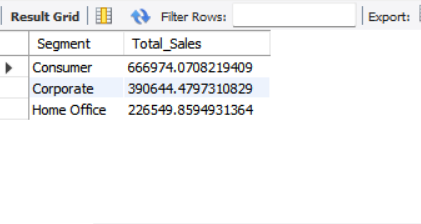 Result Grid Filter Rows: Export:
Segment Total_Sales
Consumer 666974.0708219409
Corporate 390644.4797310829
Home Office 226549.8594931364